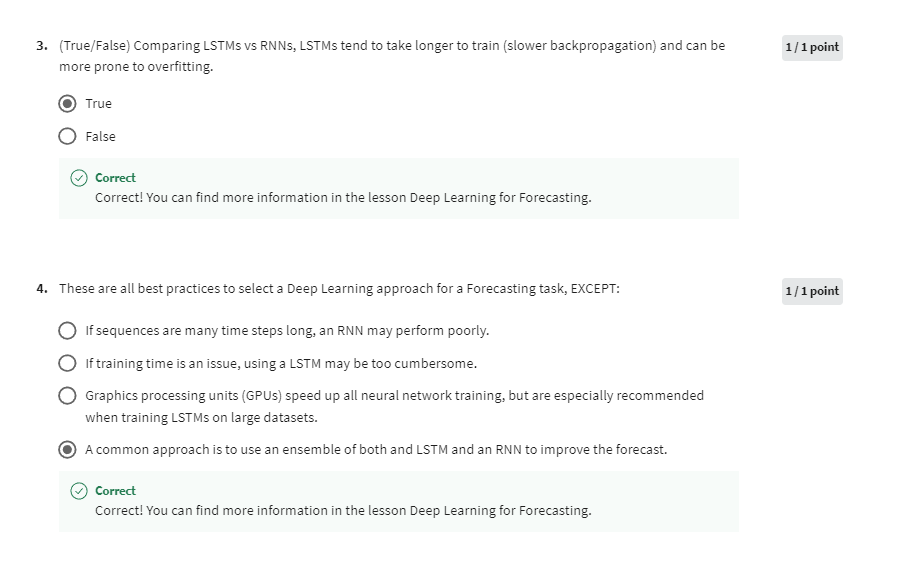 3. (True/False) Comparing LSTMs vs RNNs, LSTMs tend to take longer to train (slower backpropagation) and can be
more prone to overfitting.
1 / 1 point
True
False
Correct
Correct! You can find more information in the lesson Deep Learning for Forecasting.
4. These are all best practices to select a Deep Learning approach for a Forecasting task, EXCEPT:
1 / 1 point
If sequences are many time steps long, an RNN may perform poorly.
If training time is an issue, using a LSTM may be too cumbersome.
Graphics processing units (GPUs) speed up all neural network training, but are especially recommended
when training LSTMs on large datasets.
A common approach is to use an ensemble of both and LSTM and an RNN to improve the forecast.
Correct
Correct! You can find more information in the lesson Deep Learning for Forecasting.